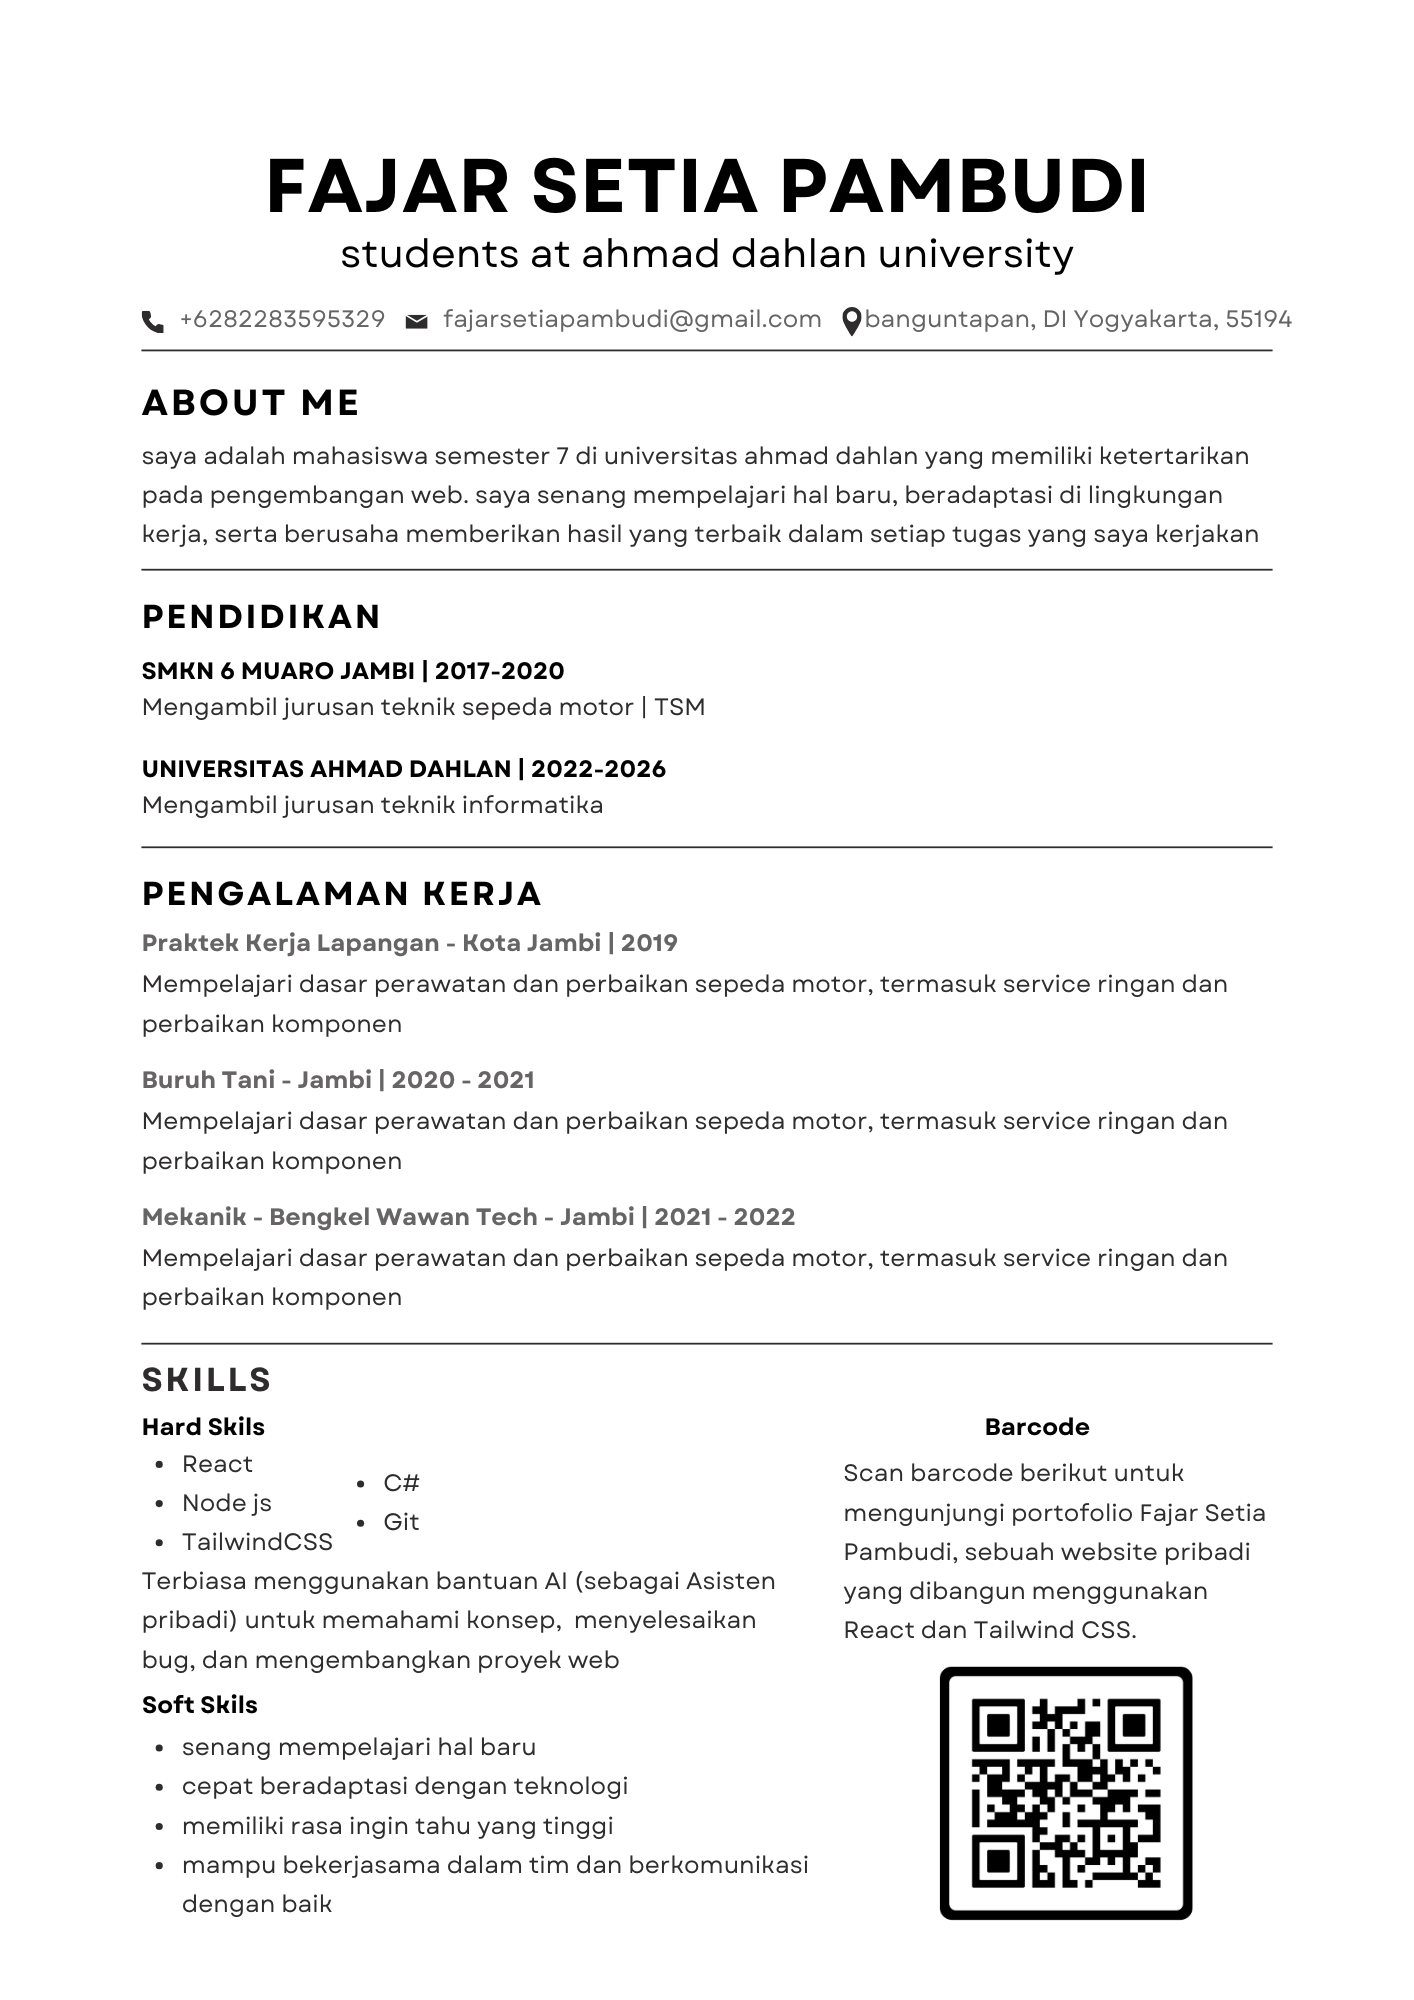 FAJAR SETIA PAMBUDI
students at ahmad dahlan university
+6282283595329 fajarsetiapambudi@gmail.com banguntapan, DI Yogyakarta, 55194
ABOUT ME
saya adalah mahasiswa semester 7 di universitas ahmad dahlan yang memiliki ketertarikan
pada pengembangan web. saya senang mempelajari hal baru, beradaptasi di lingkungan
kerja, serta berusaha memberikan hasil yang terbaik dalam setiap tugas yang saya kerjakan
PENDIDIKAN
SMKN 6 MUARO JAMBI | 2017-2020
Mengambil jurusan teknik sepeda motor | TSM
UNIVERSITAS AHMAD DAHLAN | 2022-2026
Mengambil jurusan teknik informatika
PENGALAMAN KERJA
Praktek Kerja Lapangan - Kota Jambi | 2019
Mempelajari dasar perawatan dan perbaikan sepeda motor, termasuk service ringan dan
perbaikan komponen
Buruh Tani - Jambi | 2020 - 2021
Mempelajari dasar perawatan dan perbaikan sepeda motor, termasuk service ringan dan
perbaikan komponen
Mekanik - Bengkel Wawan Tech - Jambi | 2021 - 2022
Mempelajari dasar perawatan dan perbaikan sepeda motor, termasuk service ringan dan
perbaikan komponen
SKILLS
Hard Skils
• React
• Node js
• TailwindCSS
• C#
• Git
Terbiasa menggunakan bantuan AI (sebagai Asisten
pribadi) untuk memahami konsep,  menyelesaikan
bug, dan mengembangkan proyek web
Soft Skils
• senang mempelajari hal baru
• cepat beradaptasi dengan teknologi
• memiliki rasa ingin tahu yang tinggi
• mampu bekerjasama dalam tim dan berkomunikasi
dengan baik
Barcode
Scan barcode berikut untuk
mengunjungi portofolio Fajar Setia
Pambudi, sebuah website pribadi
yang dibangun menggunakan
React dan Tailwind CSS.